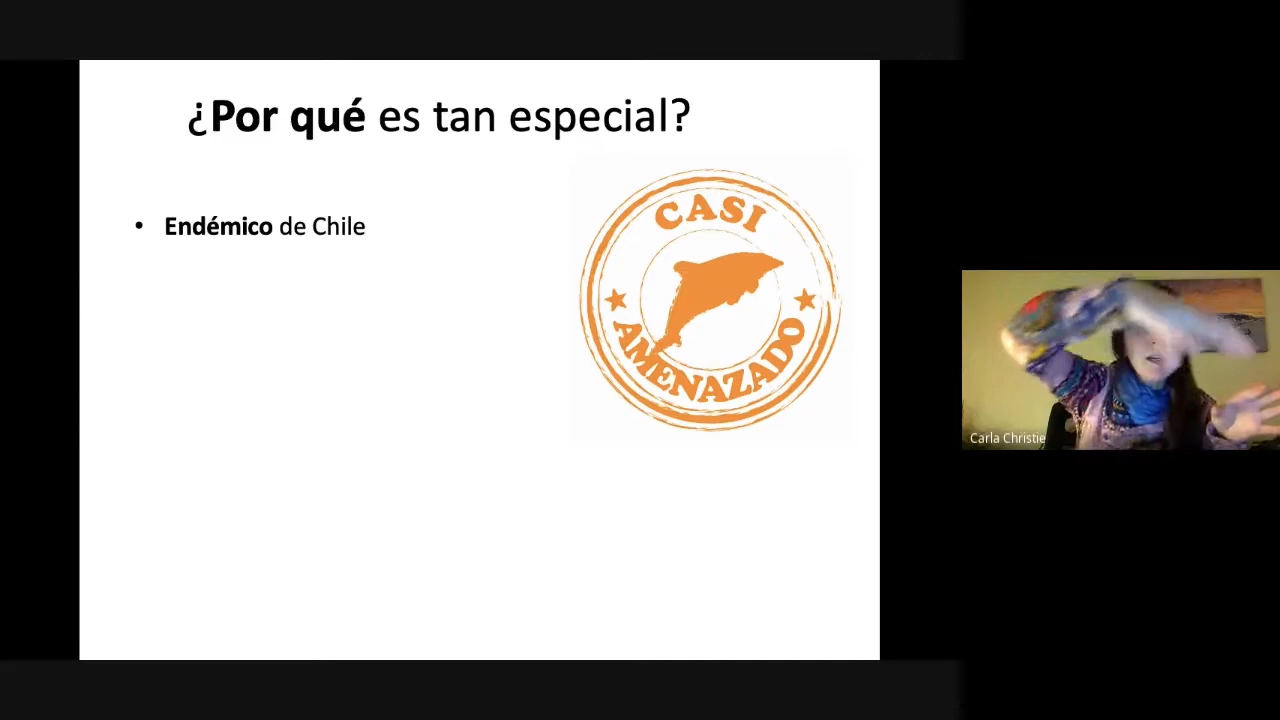 ¿Por qué es tan especial?
• Endémico de Chile
CASI
AMENAZADO
Carla Christie